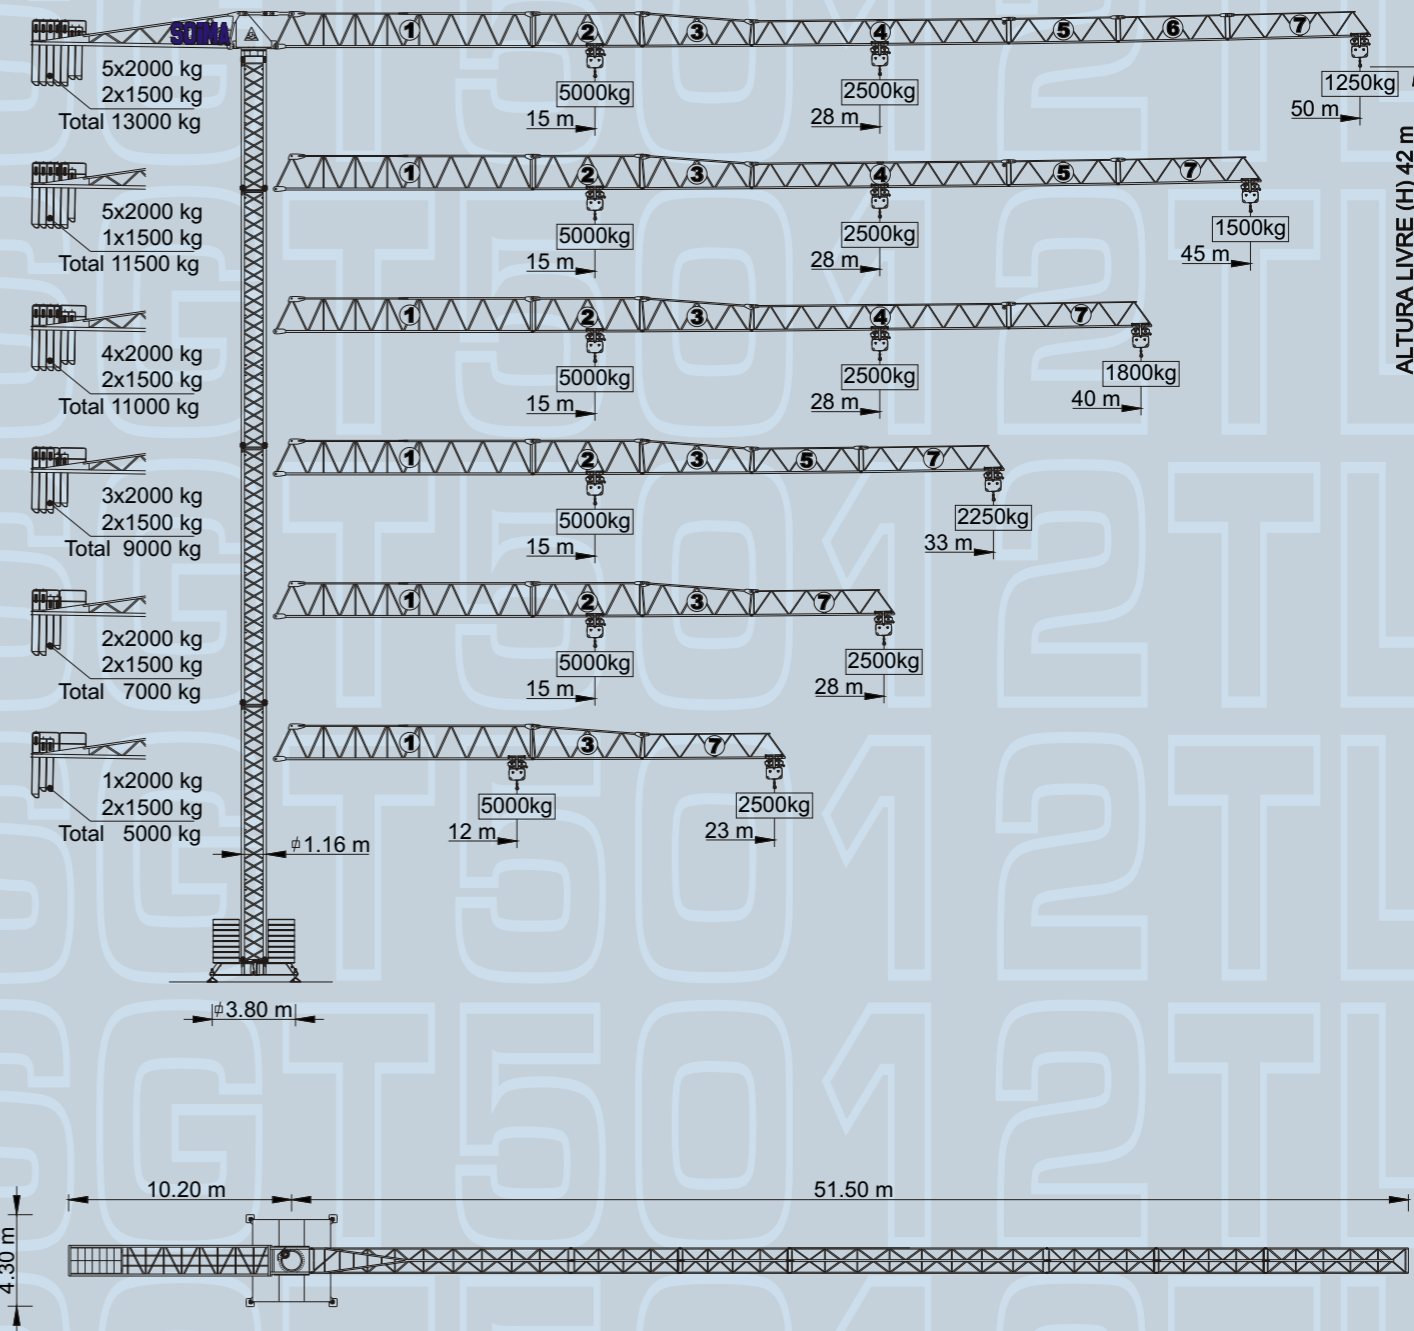 SOIMA
1 2 3 4 5 6 7
5x2000 kg
2x1500 kg
Total 13000 kg
5000kg
15 m
2500kg
28 m
1250kg
50 m
ALTURA LIVRE (H) 42 m
1 2 3 4 5 7
5x2000 kg
1x1500 kg
Total 11500 kg
5000kg
15 m
2500kg
28 m
1500kg
45 m
1 2 3 4 7
4x2000 kg
2x1500 kg
Total 11000 kg
5000kg
15 m
2500kg
28 m
1800kg
40 m
1 2 3 5 7
3x2000 kg
2x1500 kg
Total 9000 kg
5000kg
15 m
2250kg
33 m
1 2 3 7
2x2000 kg
2x1500 kg
Total 7000 kg
5000kg
15 m
2500kg
28 m
1 3 7
1x2000 kg
2x1500 kg
Total 5000 kg
5000kg
12 m
2500kg
23 m
⌀1.16 m
⌀3.80 m
10.20 m
51.50 m
4.30 m
SGT5012TL
SGT5012TL
SGT5012TL
SGT5012TL
SGT5012TL